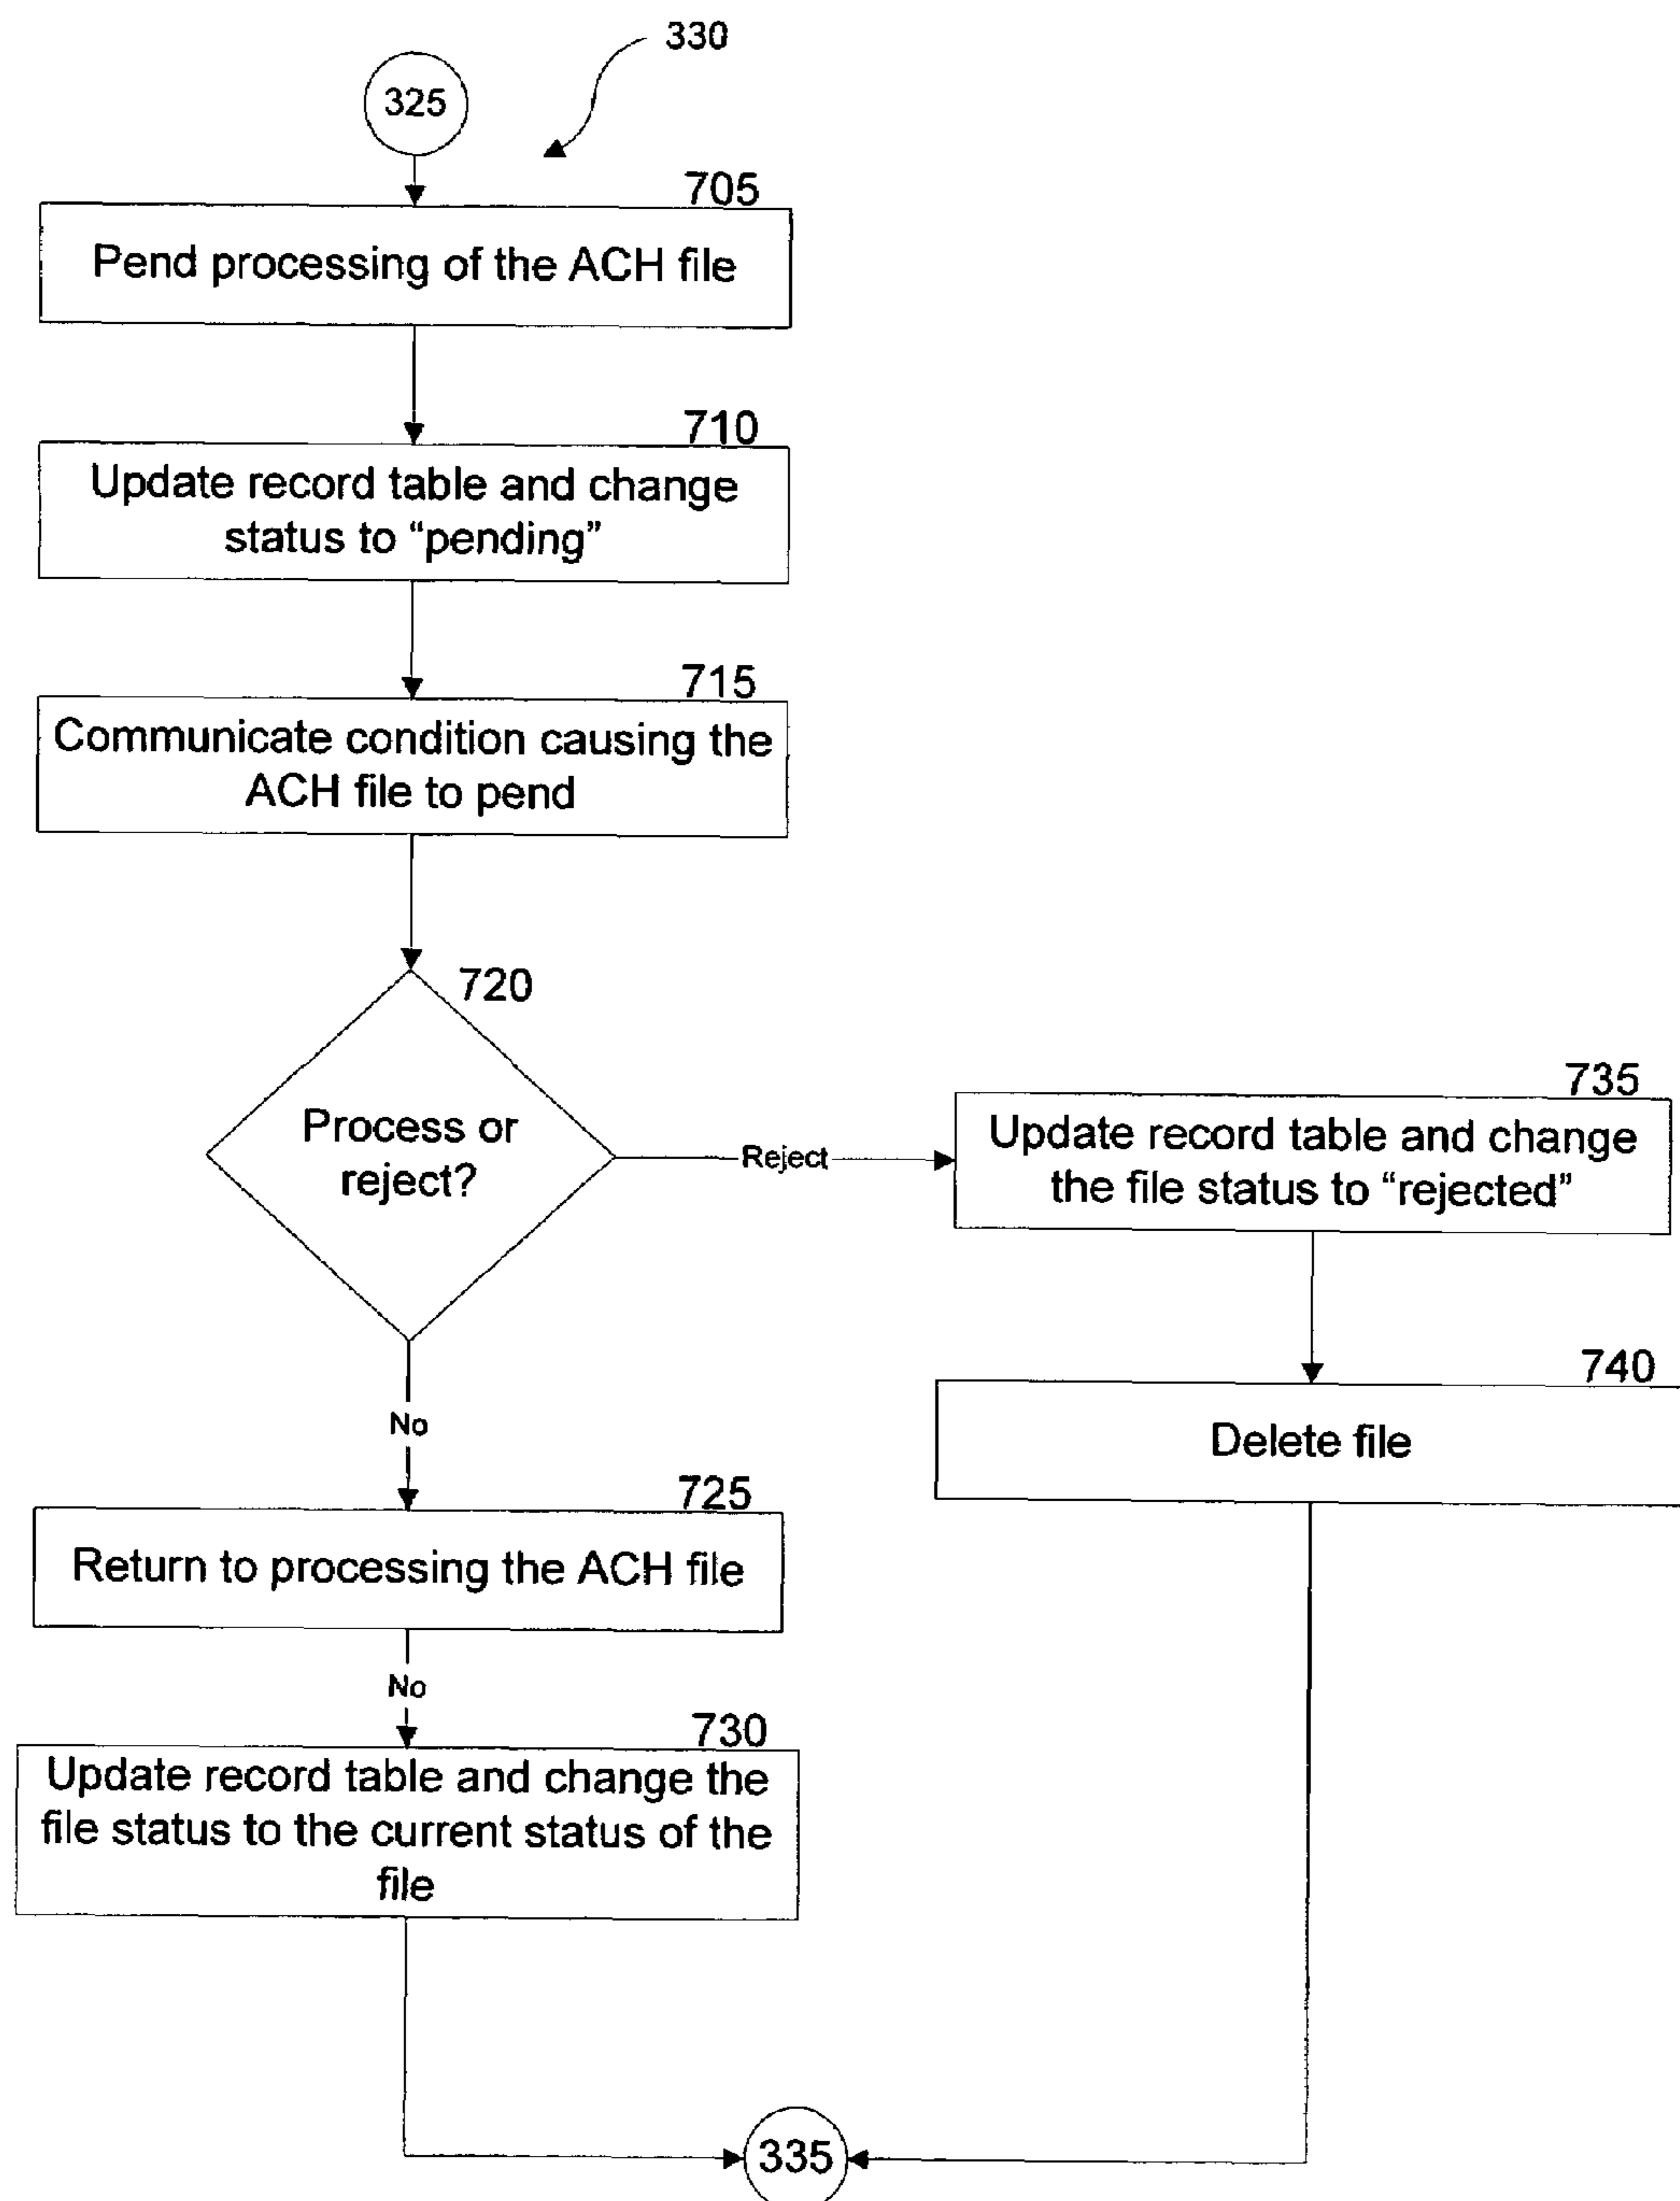 330
325
705
Pend processing of the ACH file
710
Update record table and change
status to “pending”
715
Communicate condition causing the
ACH file to pend
720
Process or
reject?
Reject
735
Update record table and change
the file status to “rejected”
740
Delete file
No
725
Return to processing the ACH file
No
730
Update record table and change the
file status to the current status of the
file
335